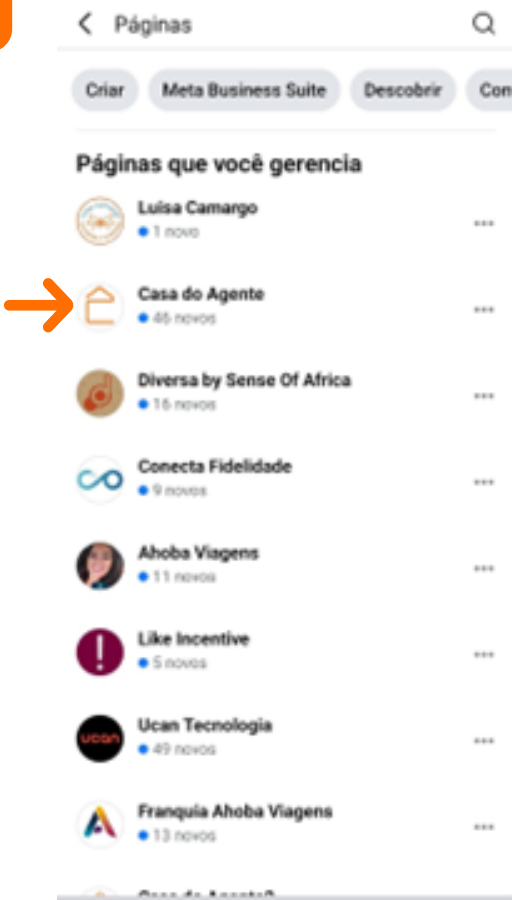 Páginas
Criar
Meta Business Suite
Descobrir
Con
Páginas que você gerencia
Luisa Camargo
1 novo
Casa do Agente
46 novos
Diversa by Sense Of Africa
16 novos
Conecta Fidelidade
9 novos
Ahoba Viagens
11 novos
Like Incentive
5 novos
ucan
Ucan Tecnologia
49 novos
Franquia Ahoba Viagens
13 novos